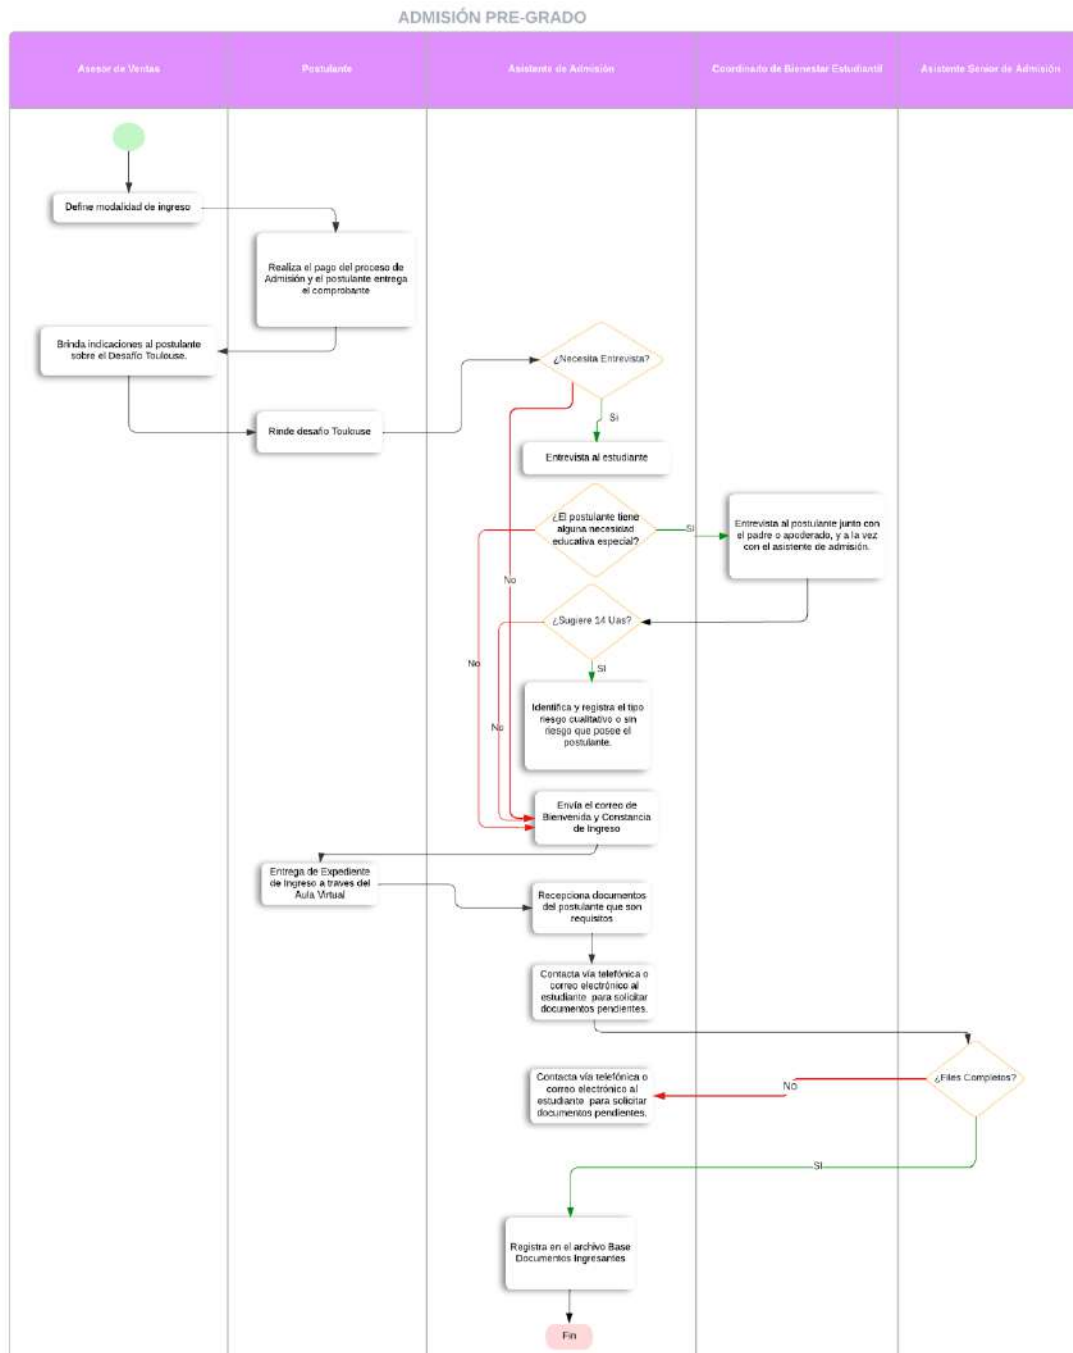 ADMISIÓN PRE-GRADO
Asesor de Ventas
Postulante
Asistente de Admisión
Coordinado de Bienestar Estudiantil
Asistente Senior de Admisión
Define modalidad de ingreso
Realiza el pago del proceso de
Admisión y el postulante entrega
el comprobante
Brinda indicaciones al postulante
sobre el Desafío Toulouse.
¿Necesita Entrevista?
Rinde desafío Toulouse
Si
Entrevista al estudiante
¿El postulante tiene
alguna necesidad
educativa especial?
Si
Entrevista al postulante junto con
el padre o apoderado, y a la vez
con el asistente de admisión.
No
¿Sugiere 14 Uas?
No
SI
Identifica y registra el tipo
riesgo cualitativo o sin
riesgo que posee el
postulante.
No
Envía el correo de
Bienvenida y Constancia
de Ingreso
Entrega de Expediente
de Ingreso a traves del
Aula Virtual
Recepciona documentos
del postulante que son
requisitos
Contacta vía telefónica o
correo electrónico al
estudiante para solicitar
documentos pendientes.
¿Files Completos?
No
Contacta vía telefónica o
correo electrónico al
estudiante para solicitar
documentos pendientes.
SI
Registra en el archivo Base
Documentos Ingresantes
Fin